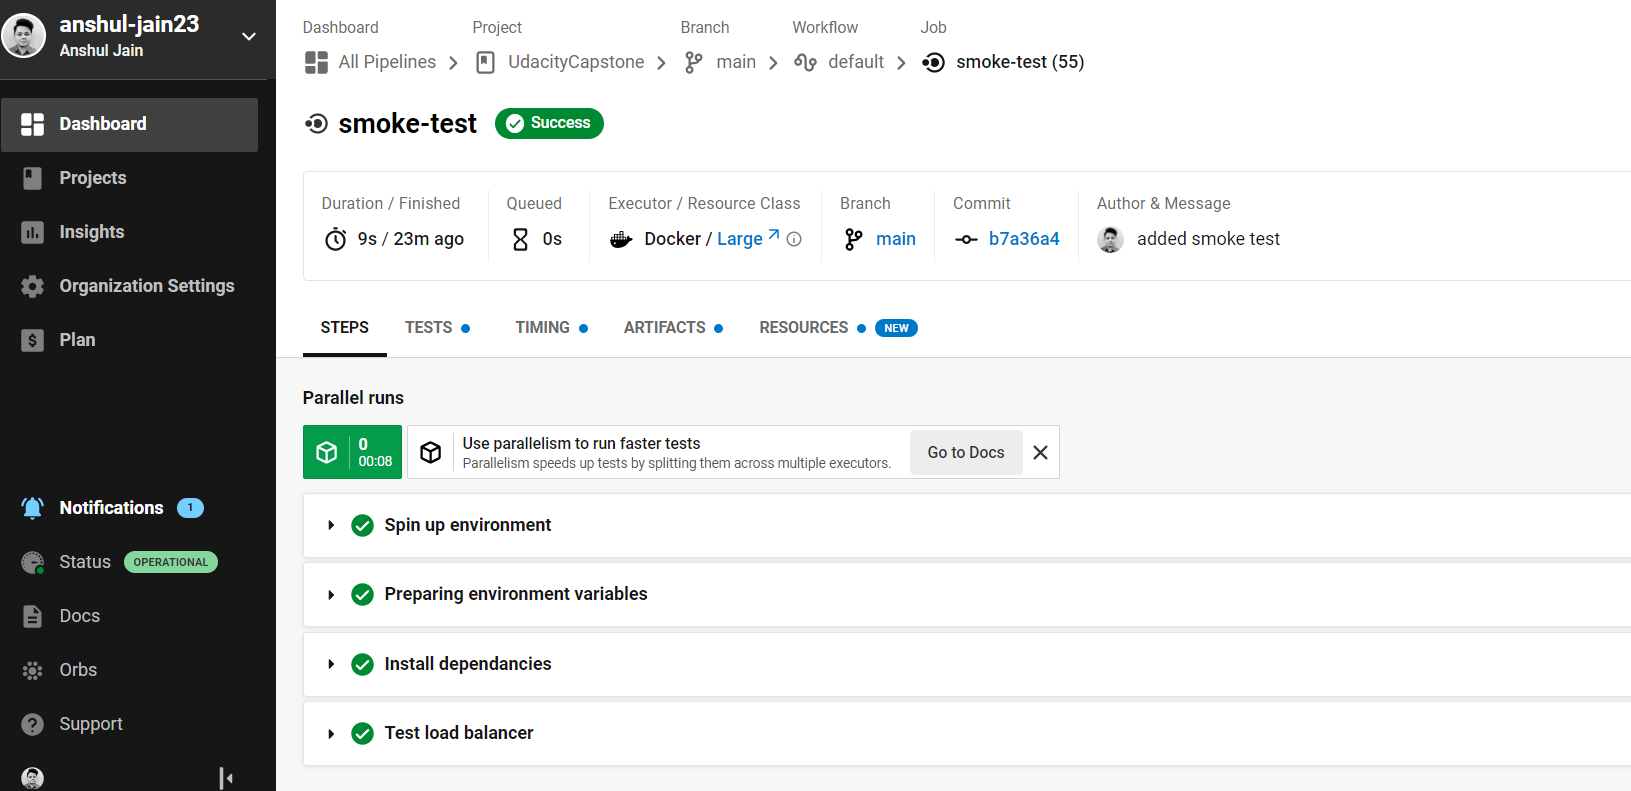 anshul-jain23
Anshul Jain
Dashboard
Projects
Insights
Organization Settings
Plan
Notifications 1
Status OPERATIONAL
Docs
Orbs
Support
Dashboard Project Branch Workflow Job
All Pipelines UdacityCapstone main default smoke-test (55)
smoke-test Success
Duration / Finished Queued Executor / Resource Class Branch Commit Author & Message
9s / 23m ago 0s Docker / Large main b7a36a4 added smoke test
STEPS TESTS TIMING ARTIFACTS RESOURCES NEW
Parallel runs
0
00:08
Use parallelism to run faster tests
Parallelism speeds up tests by splitting them across multiple executors.
Go to Docs
Spin up environment
Preparing environment variables
Install dependancies
Test load balancer